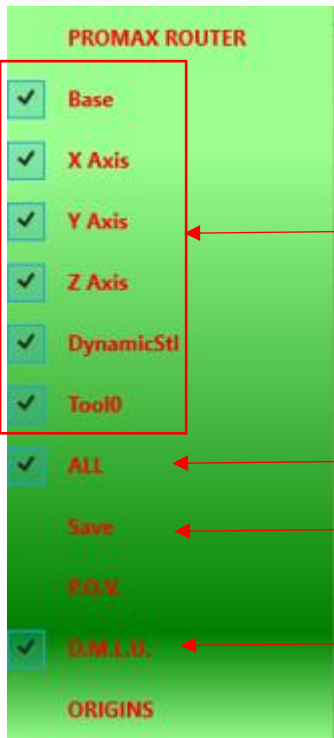 PROMAX ROUTER
Base
X Axis
Y Axis
Z Axis
DynamicStl
Tool0
ALL
Save
P.O.V.
D.M.L.U.
ORIGINS